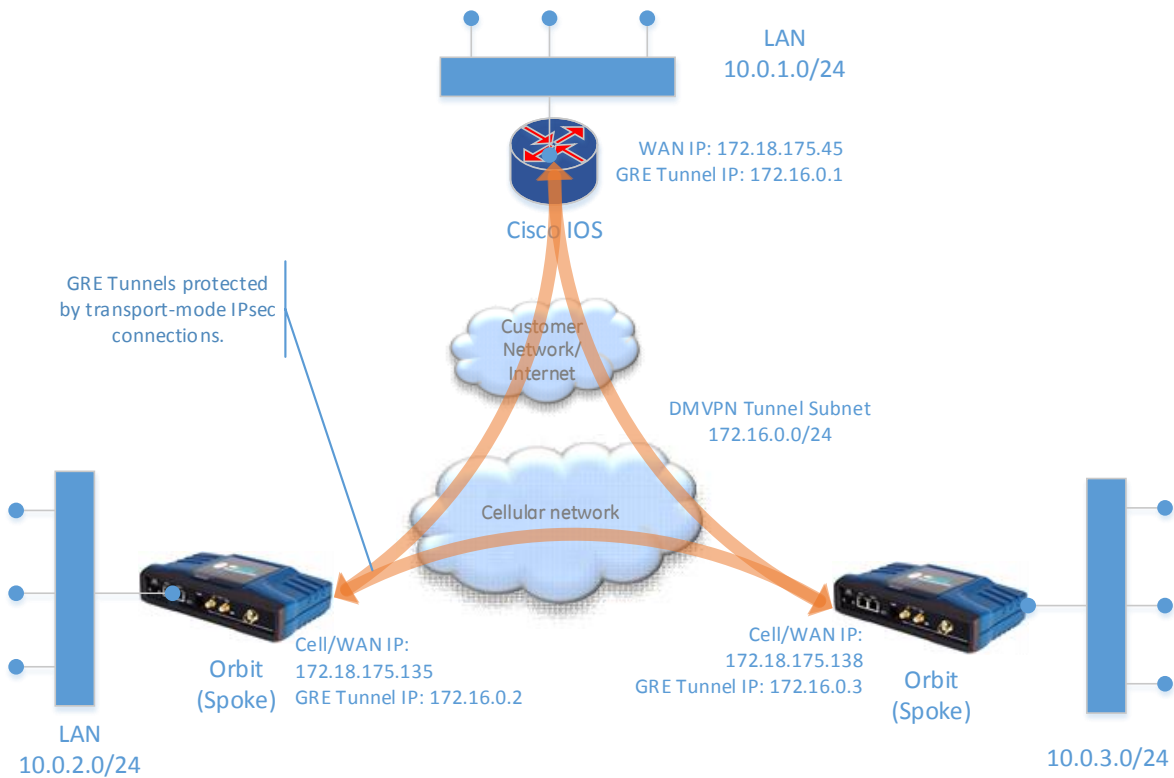 LAN
10.0.1.0/24
WAN IP: 172.18.175.45
GRE Tunnel IP: 172.16.0.1
Cisco IOS
GRE Tunnels protected
by transport-mode IPsec
connections.
Customer
Network/
Internet
DMVPN Tunnel Subnet
172.16.0.0/24
Cellular network
Cell/WAN IP:
172.18.175.135
GRE Tunnel IP: 172.16.0.2
Orbit
(Spoke)
LAN
10.0.2.0/24
Cell/WAN IP:
172.18.175.138
GRE Tunnel IP: 172.16.0.3
Orbit
(Spoke)
10.0.3.0/24